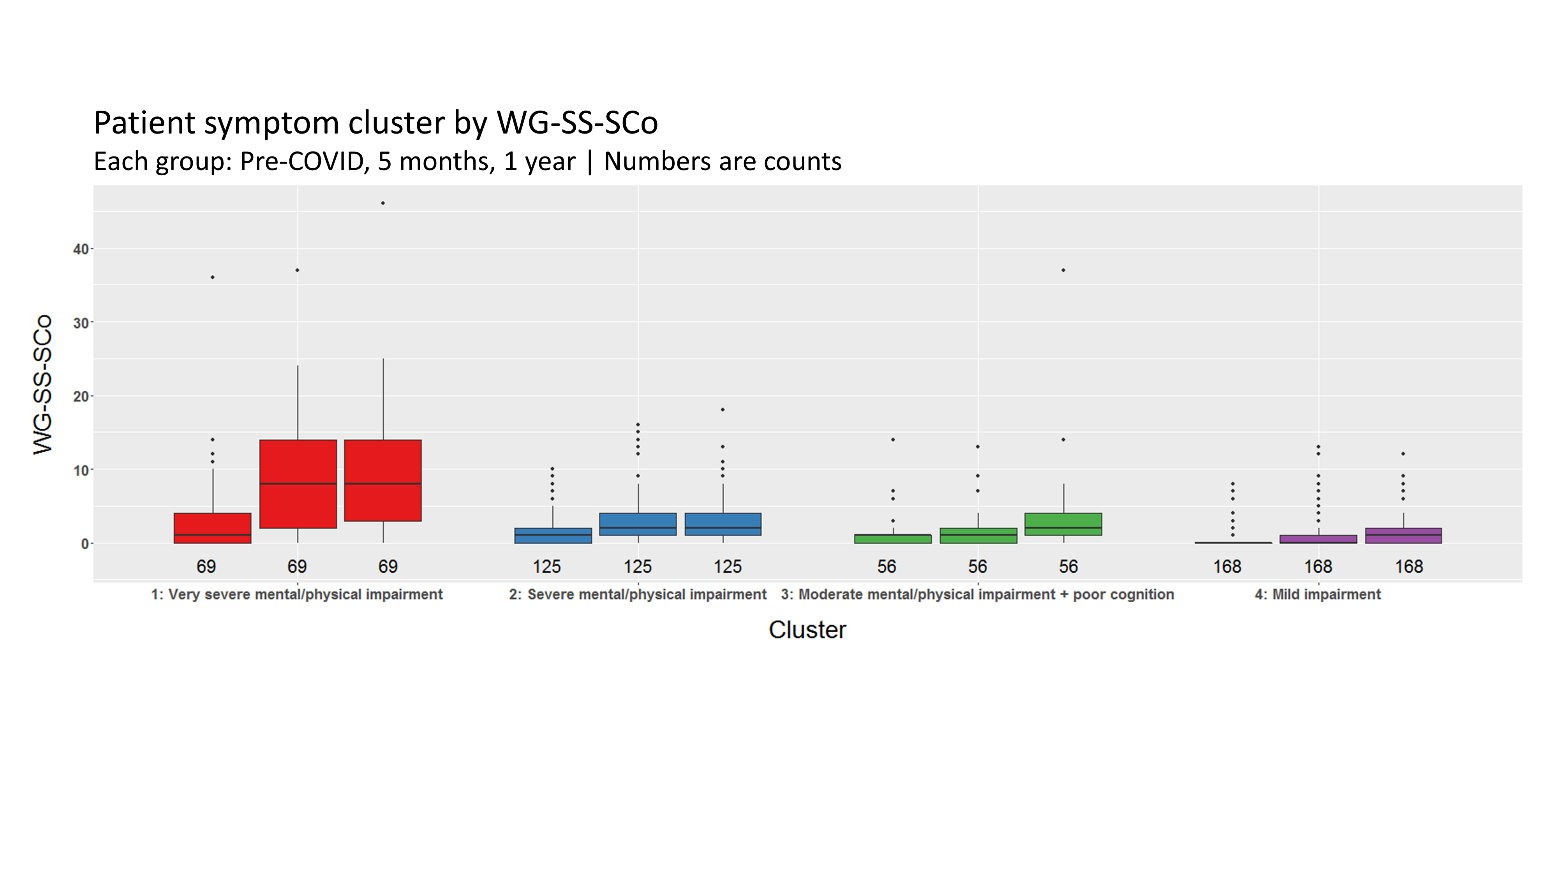 Patient symptom cluster by WG-SS-SCo
Each group: Pre-COVID, 5 months, 1 year | Numbers are counts
WG-SS-SCo
40
30
20
10
0
69 69 69 125 125 125 56 56 56 168 168 168
1: Very severe mental/physical impairment 2: Severe mental/physical impairment 3: Moderate mental/physical impairment + poor cognition 4: Mild impairment
Cluster